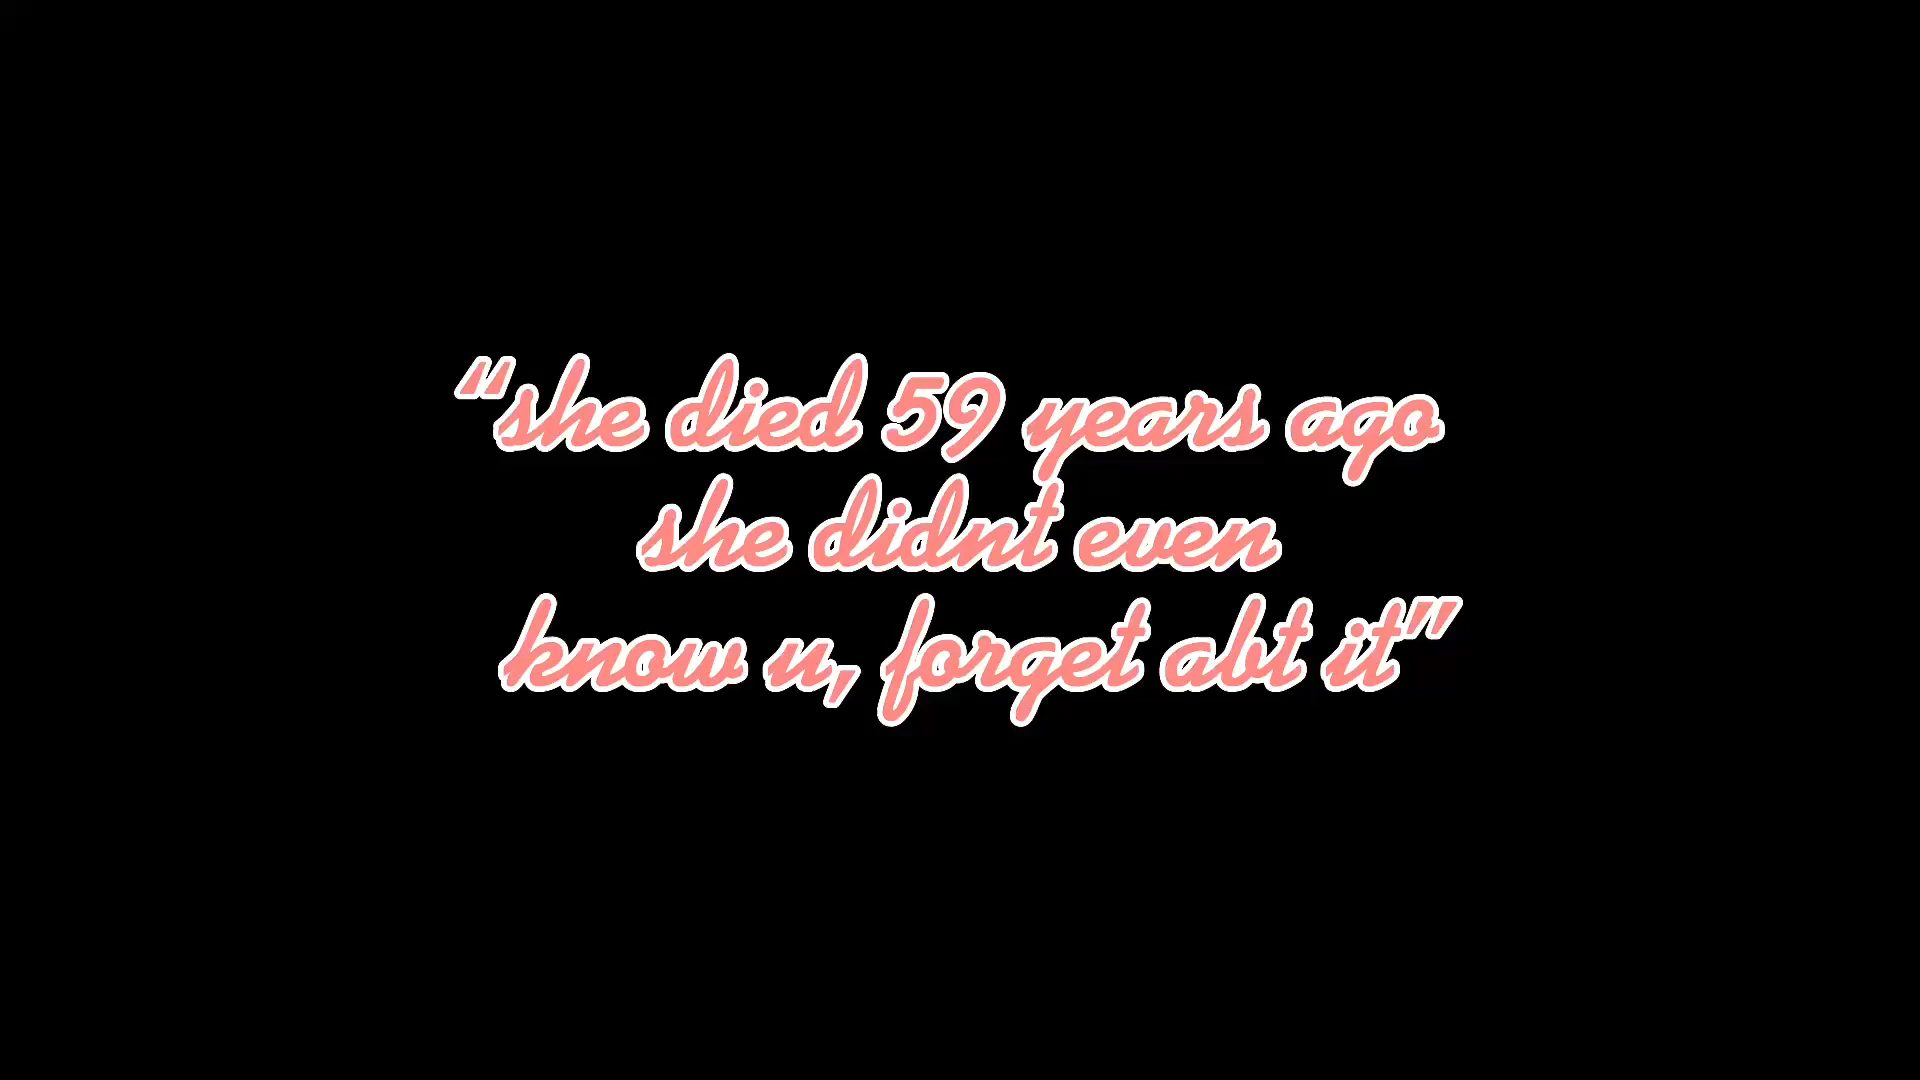 “she died 59 years ago
she didnt even
know u, forget abt it”